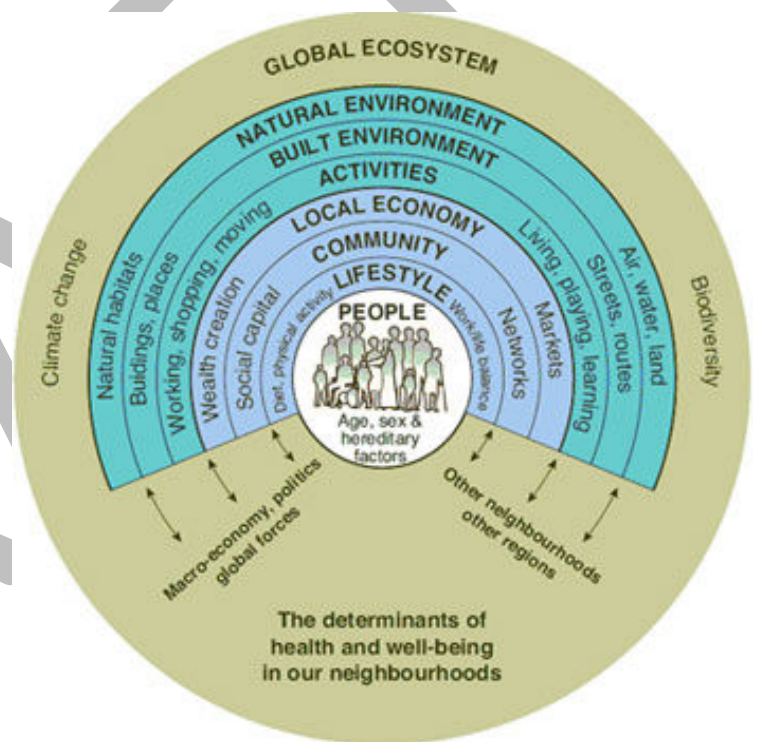 GLOBAL ECOSYSTEM
NATURAL ENVIRONMENT
BUILT ENVIRONMENT
ACTIVITIES
LOCAL ECONOMY
COMMUNITY
LIFESTYLE
PEOPLE
Age, sex &
hereditary
factors
Climate change
Natural habitats
Buidings, places
Working, shopping, moving
Wealth creation
Social capital
Diet, physical activity
Work/life balance
Networks
Markets
Living, playing, learning
Streets, routes
Air, water, land
Biodiversity
Macro-economy, politics
global forces
Other neighbourhoods
other regions
The determinants of
health and well-being
in our neighbourhoods